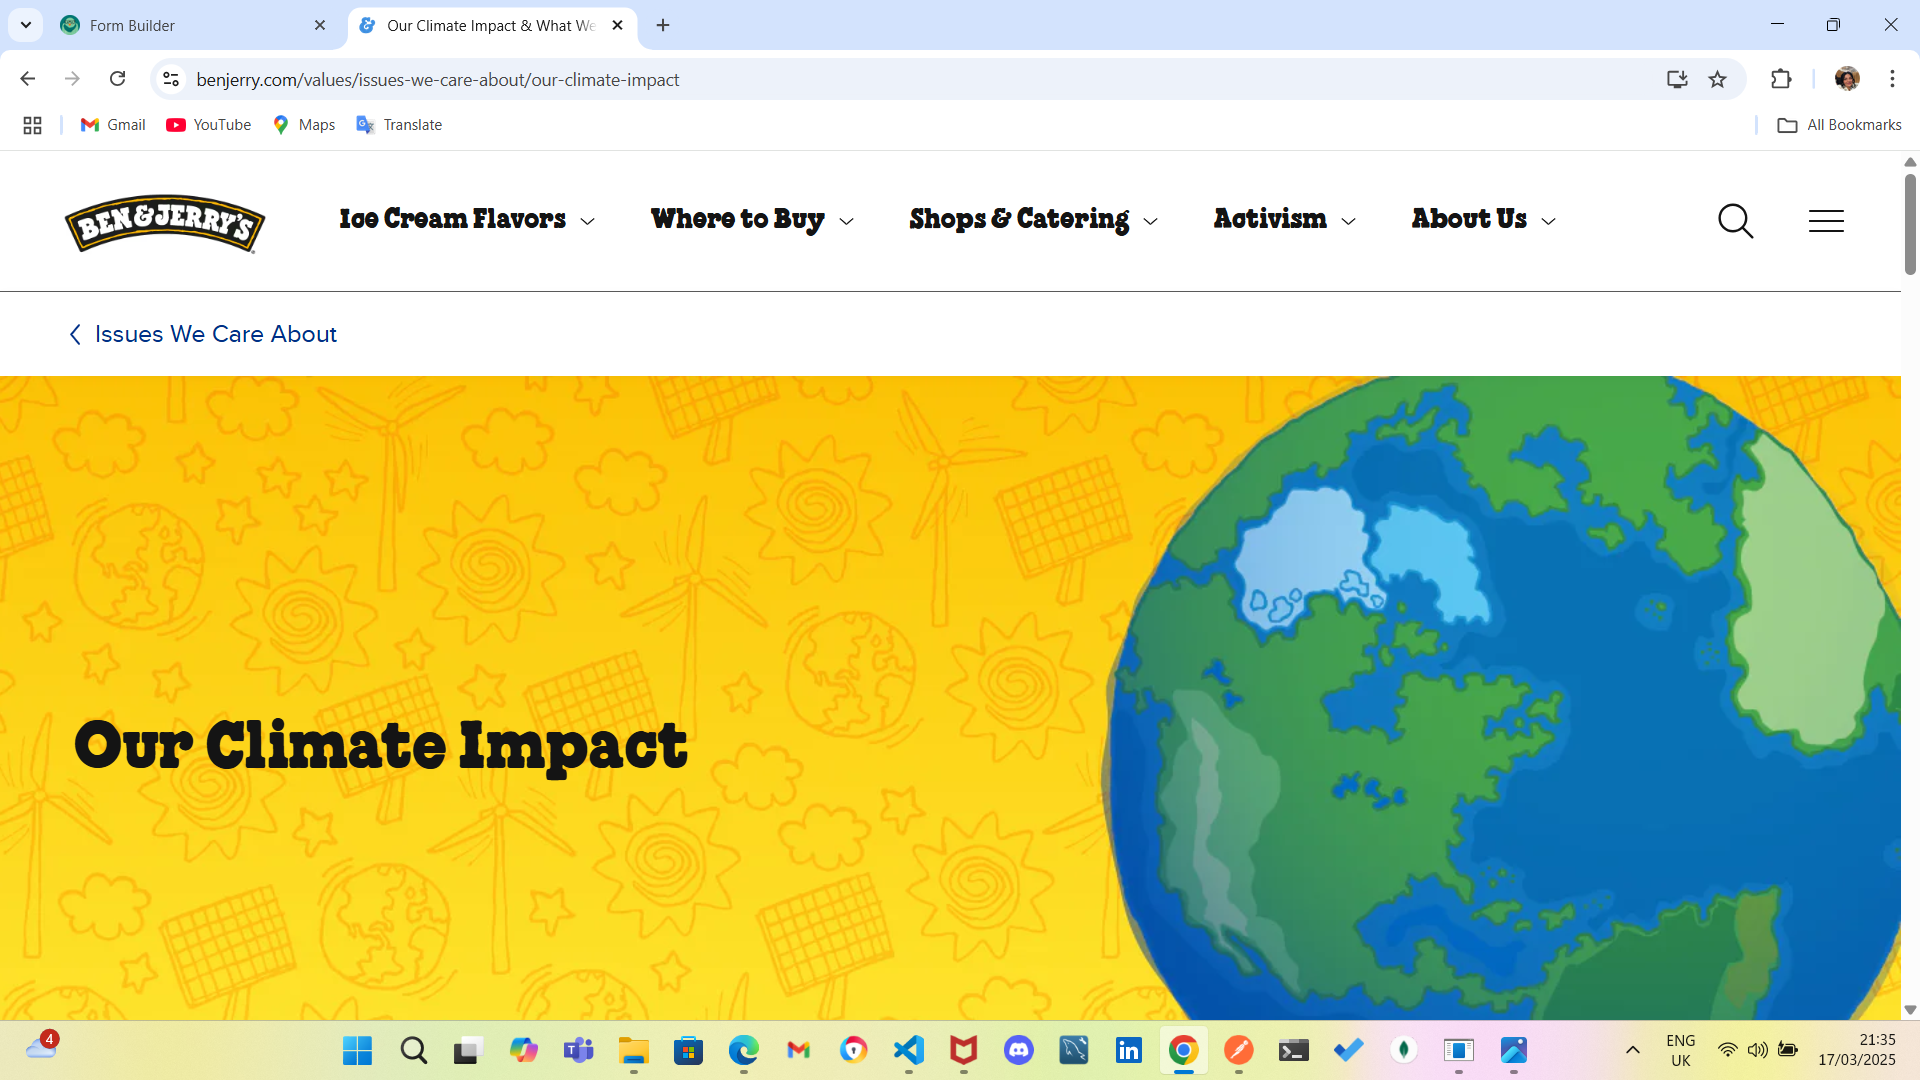 Form Builder
Our Climate Impact & What We
benjerry.com/values/issues-we-care-about/our-climate-impact
Gmail
YouTube
Maps
Translate
All Bookmarks
BEN & JERRY'S
Ice Cream Flavors
Where to Buy
Shops & Catering
Activism
About Us
Issues We Care About
Our Climate Impact
4
ENG
UK
21:35
17/03/2025